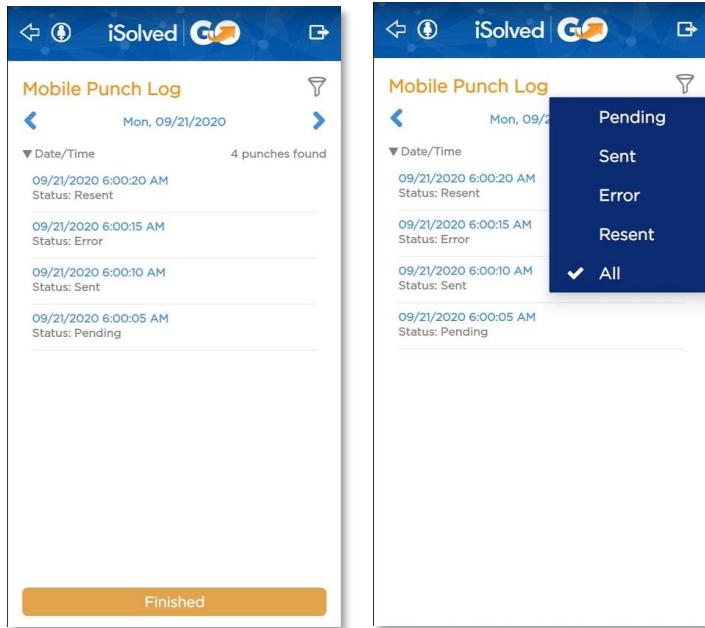 iSolved GO
Mobile Punch Log
Mon, 09/21/2020
Date/Time 4 punches found
09/21/2020 6:00:20 AM
Status: Resent
09/21/2020 6:00:15 AM
Status: Error
09/21/2020 6:00:10 AM
Status: Sent
09/21/2020 6:00:05 AM
Status: Pending
Finished
iSolved GO
Mobile Punch Log
Mon, 09/2
Date/Time
09/21/2020 6:00:20 AM
Status: Resent
09/21/2020 6:00:15 AM
Status: Error
09/21/2020 6:00:10 AM
Status: Sent
09/21/2020 6:00:05 AM
Status: Pending
Pending
Sent
Error
Resent
All